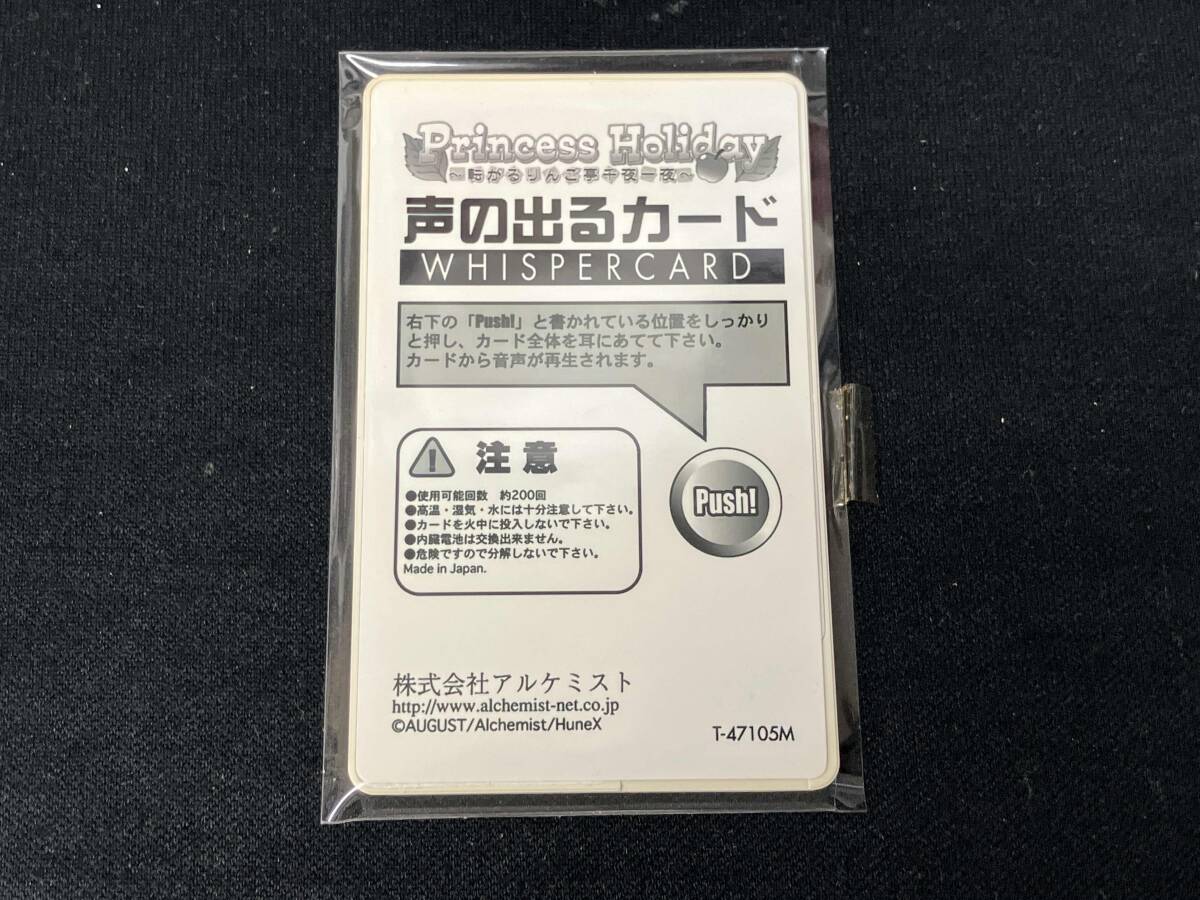 Princess Holiday
～転がるりんご亭千夜一夜～
声の出るカード
WHISPERCARD
右下の「Push!」と書かれている位置をしっかり
と押し、カード全体を耳にあてて下さい。
カードから音声が再生されます。
注意
●使用可能回数　約200回
●高温・湿気・水には十分注意して下さい。
●カードを火中に投入しないで下さい。
●内臓電池は交換出来ません。
●危険ですので分解しないで下さい。
Made in Japan.
Push!
株式会社アルケミスト
http://www.alchemist-net.co.jp
©AUGUST/Alchemist/HuneX
T-47105M